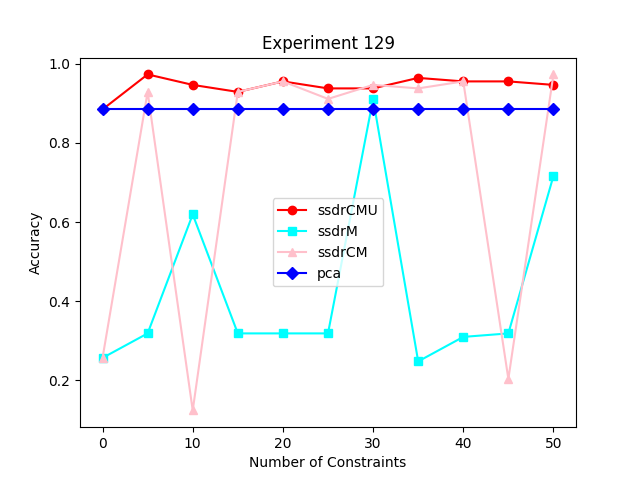 Experiment 129
1.0
0.8
0.6
0.4
0.2
Accuracy
ssdrCMU
ssdrM
ssdrCM
pca
0 10 20 30 40 50
Number of Constraints